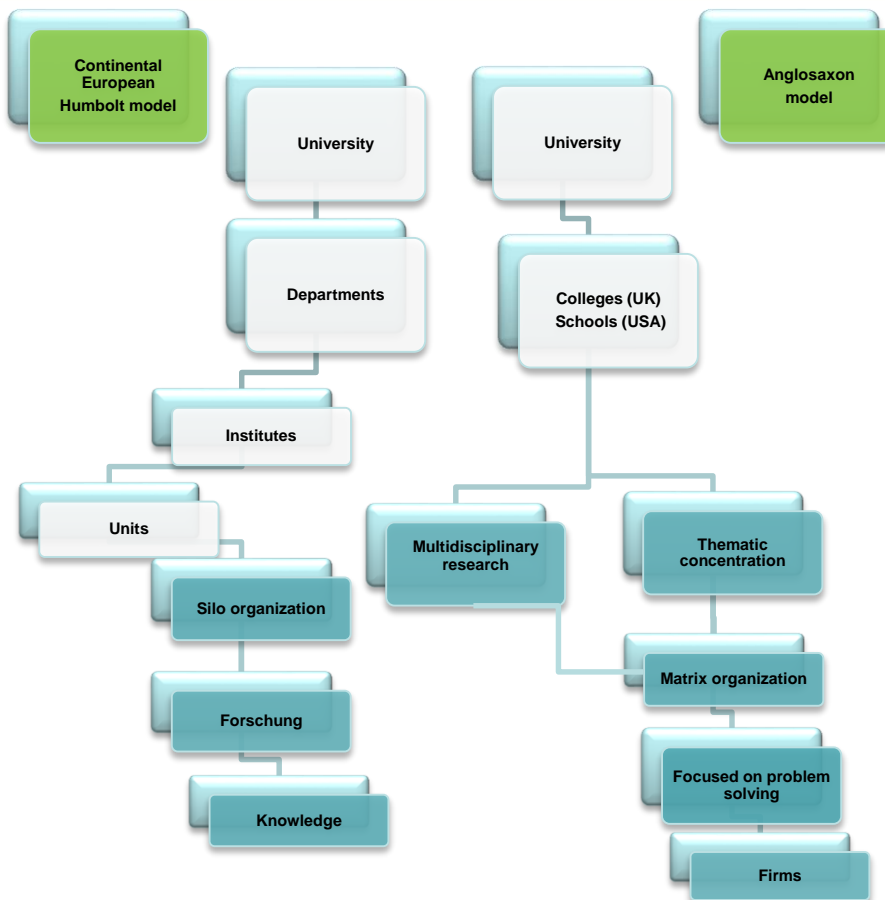 Continental
European
Humbolt model
Anglosaxon
model
University
University
Departments
Colleges (UK)
Schools (USA)
Institutes
Units
Multidisciplinary
research
Thematic
concentration
Silo organization
Matrix organization
Forschung
Focused on problem
solving
Knowledge
Firms